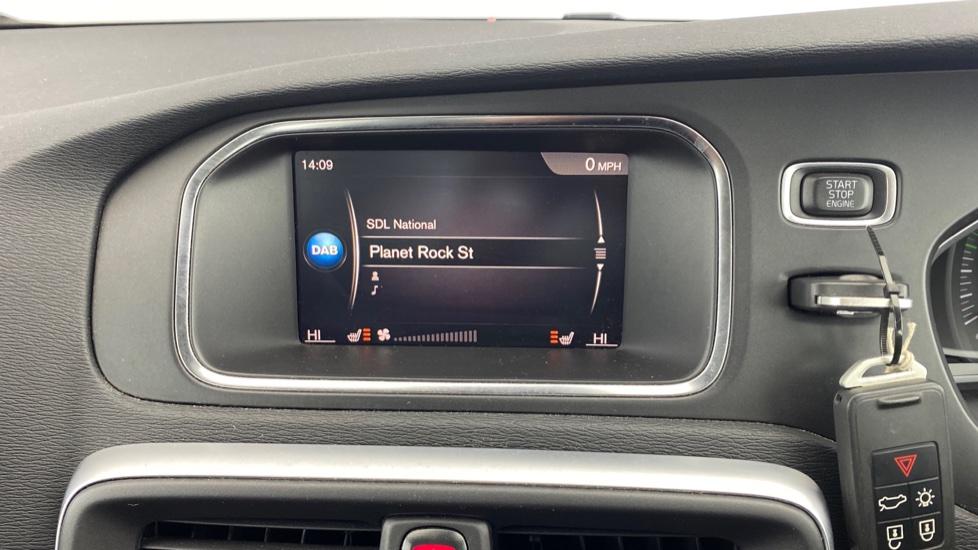 14:09
0 MPH
SDL National
DAB
Planet Rock St
HI
HI
START
STOP
ENGINE